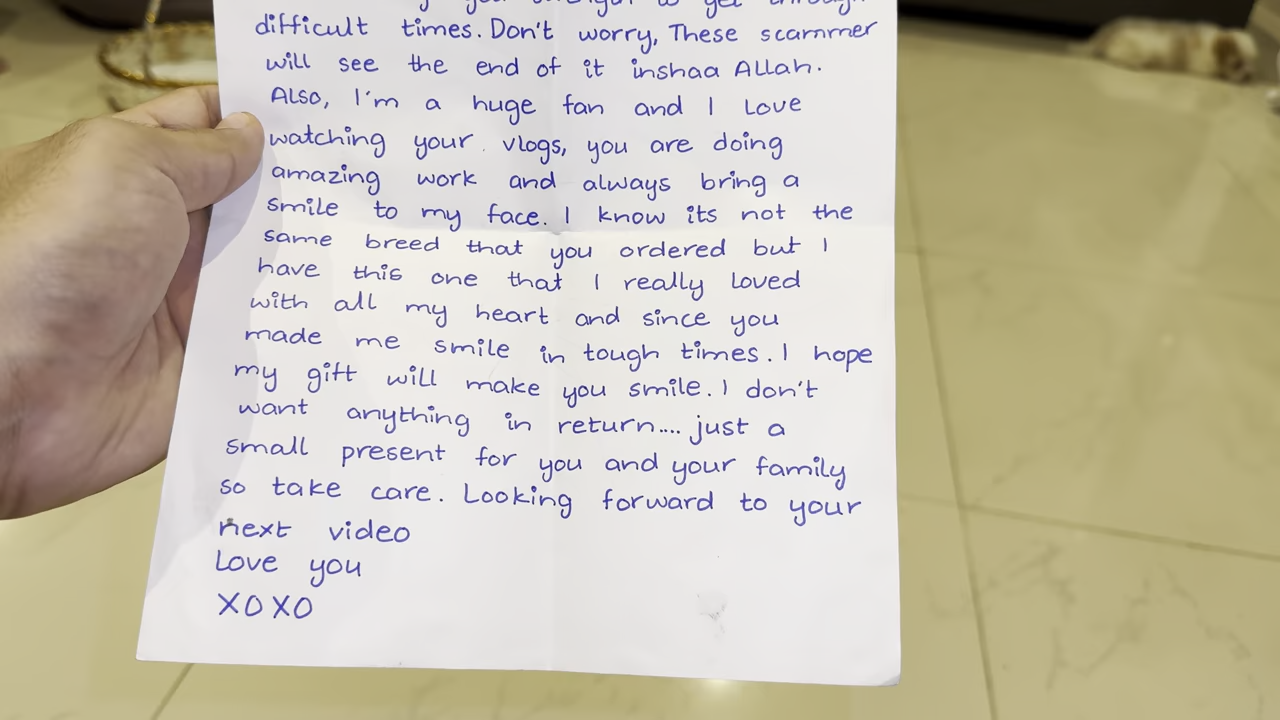 difficult times. Don't worry, These scammer
will see the end of it inshaa Allah.
Also, I'm a huge fan and I Love
watching your vlogs, you are doing
amazing work and always bring a
smile to my face. I know its not the
same breed that you ordered but I
have this one that I really loved
with all my heart and since you
made me smile in tough times. I hope
my gift will make you smile. I don't
want anything in return.... just a
small present for you and your family
so take care. Looking forward to your
next video
Love you
XOXO